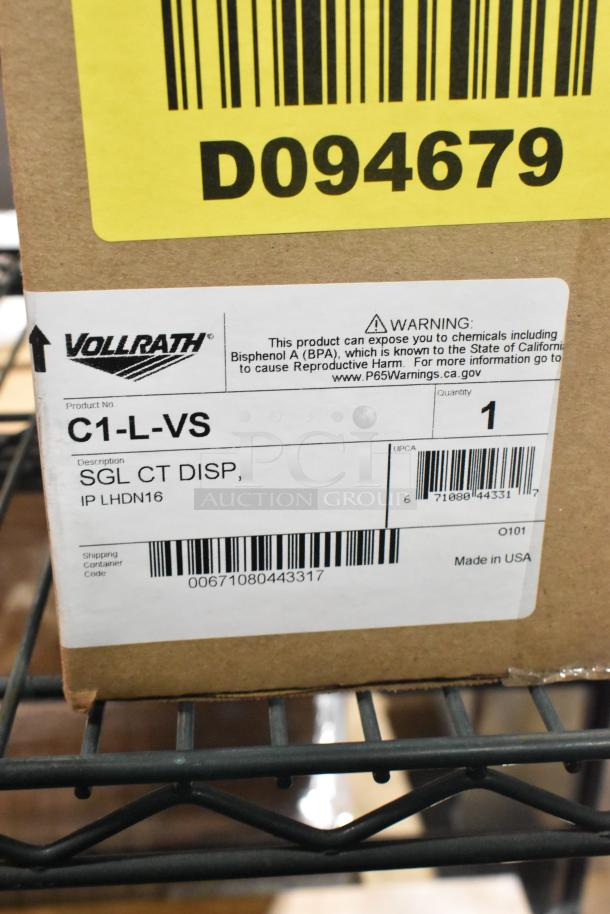 D094679
VOLLRATH®
⚠ WARNING:
This product can expose you to chemicals including
Bisphenol A (BPA), which is known to the State of California
to cause Reproductive Harm. For more information go to
www.P65Warnings.ca.gov
Product No.
C1-L-VS
Quantity
1
Description
SGL CT DISP,
IP LHDN16
UPCA
6 71080 44331 7
PCI
AUCTION GROUP
Shipping
Container
Code
00671080443317
O101
Made in USA